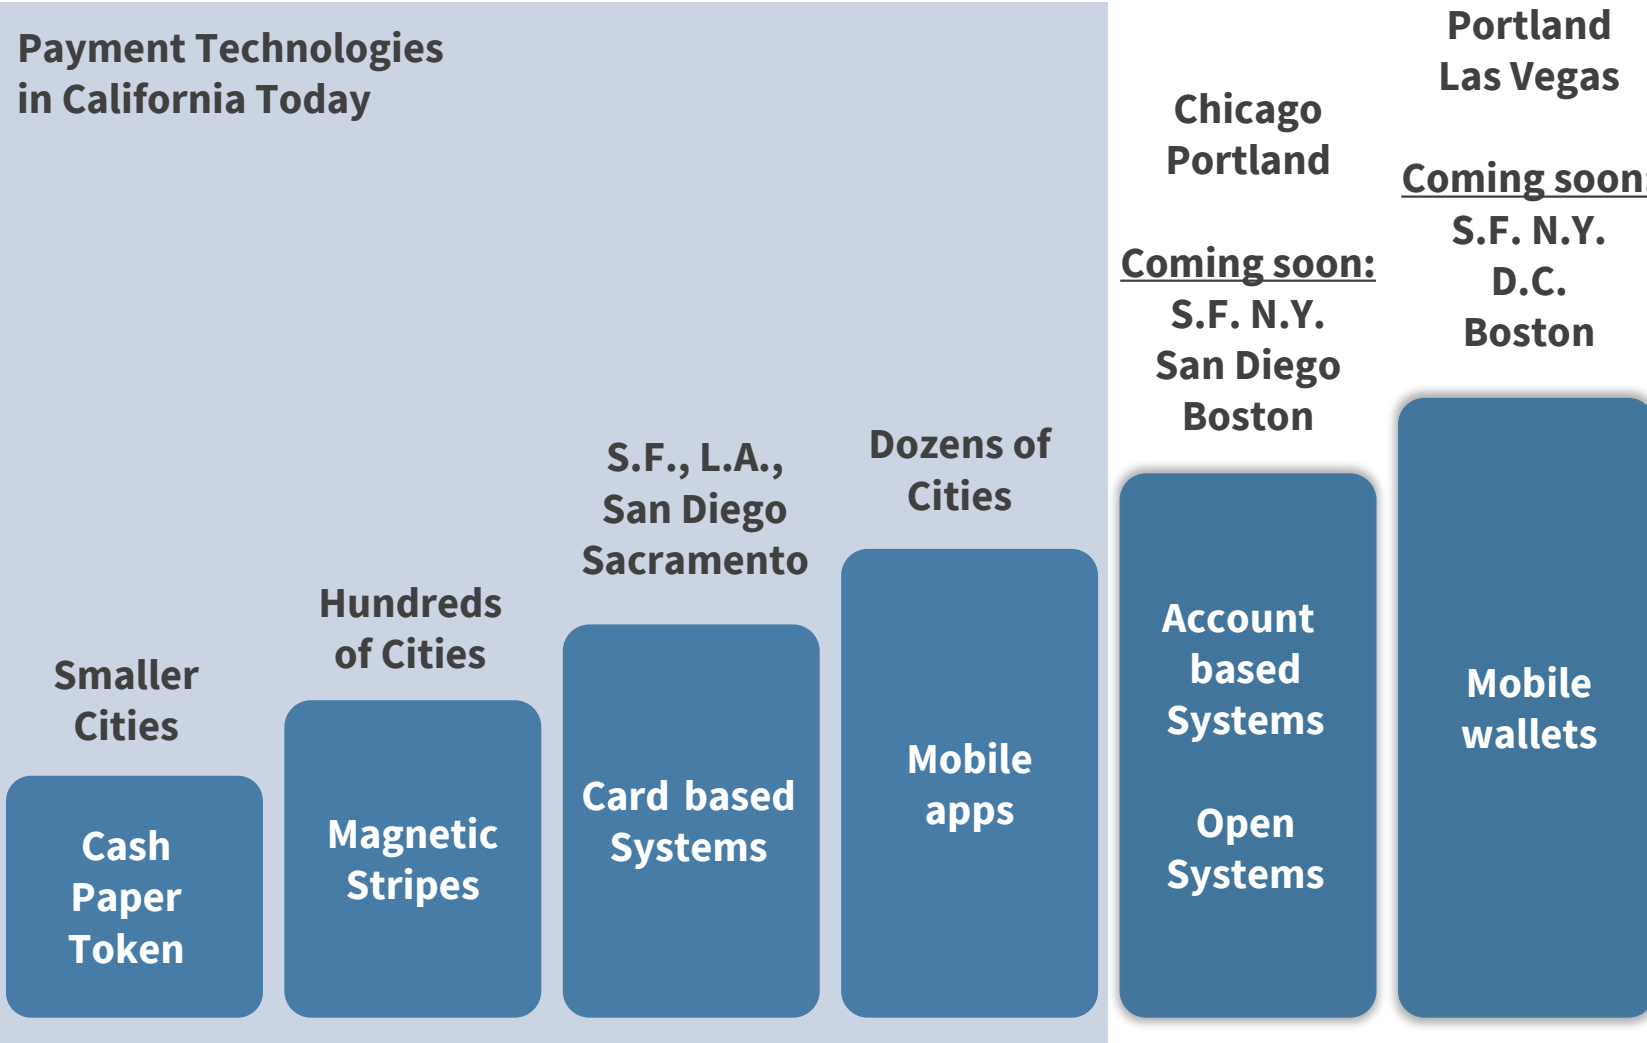 Payment Technologies
in California Today
Smaller
Cities
Cash
Paper
Token
Hundreds
of Cities
Magnetic
Stripes
S.F., L.A.,
San Diego
Sacramento
Card based
Systems
Dozens of
Cities
Mobile
apps
Chicago
Portland
Coming soon:
S.F. N.Y.
San Diego
Boston
Account
based
Systems
Open
Systems
Portland
Las Vegas
Coming soon:
S.F. N.Y.
D.C.
Boston
Mobile
wallets